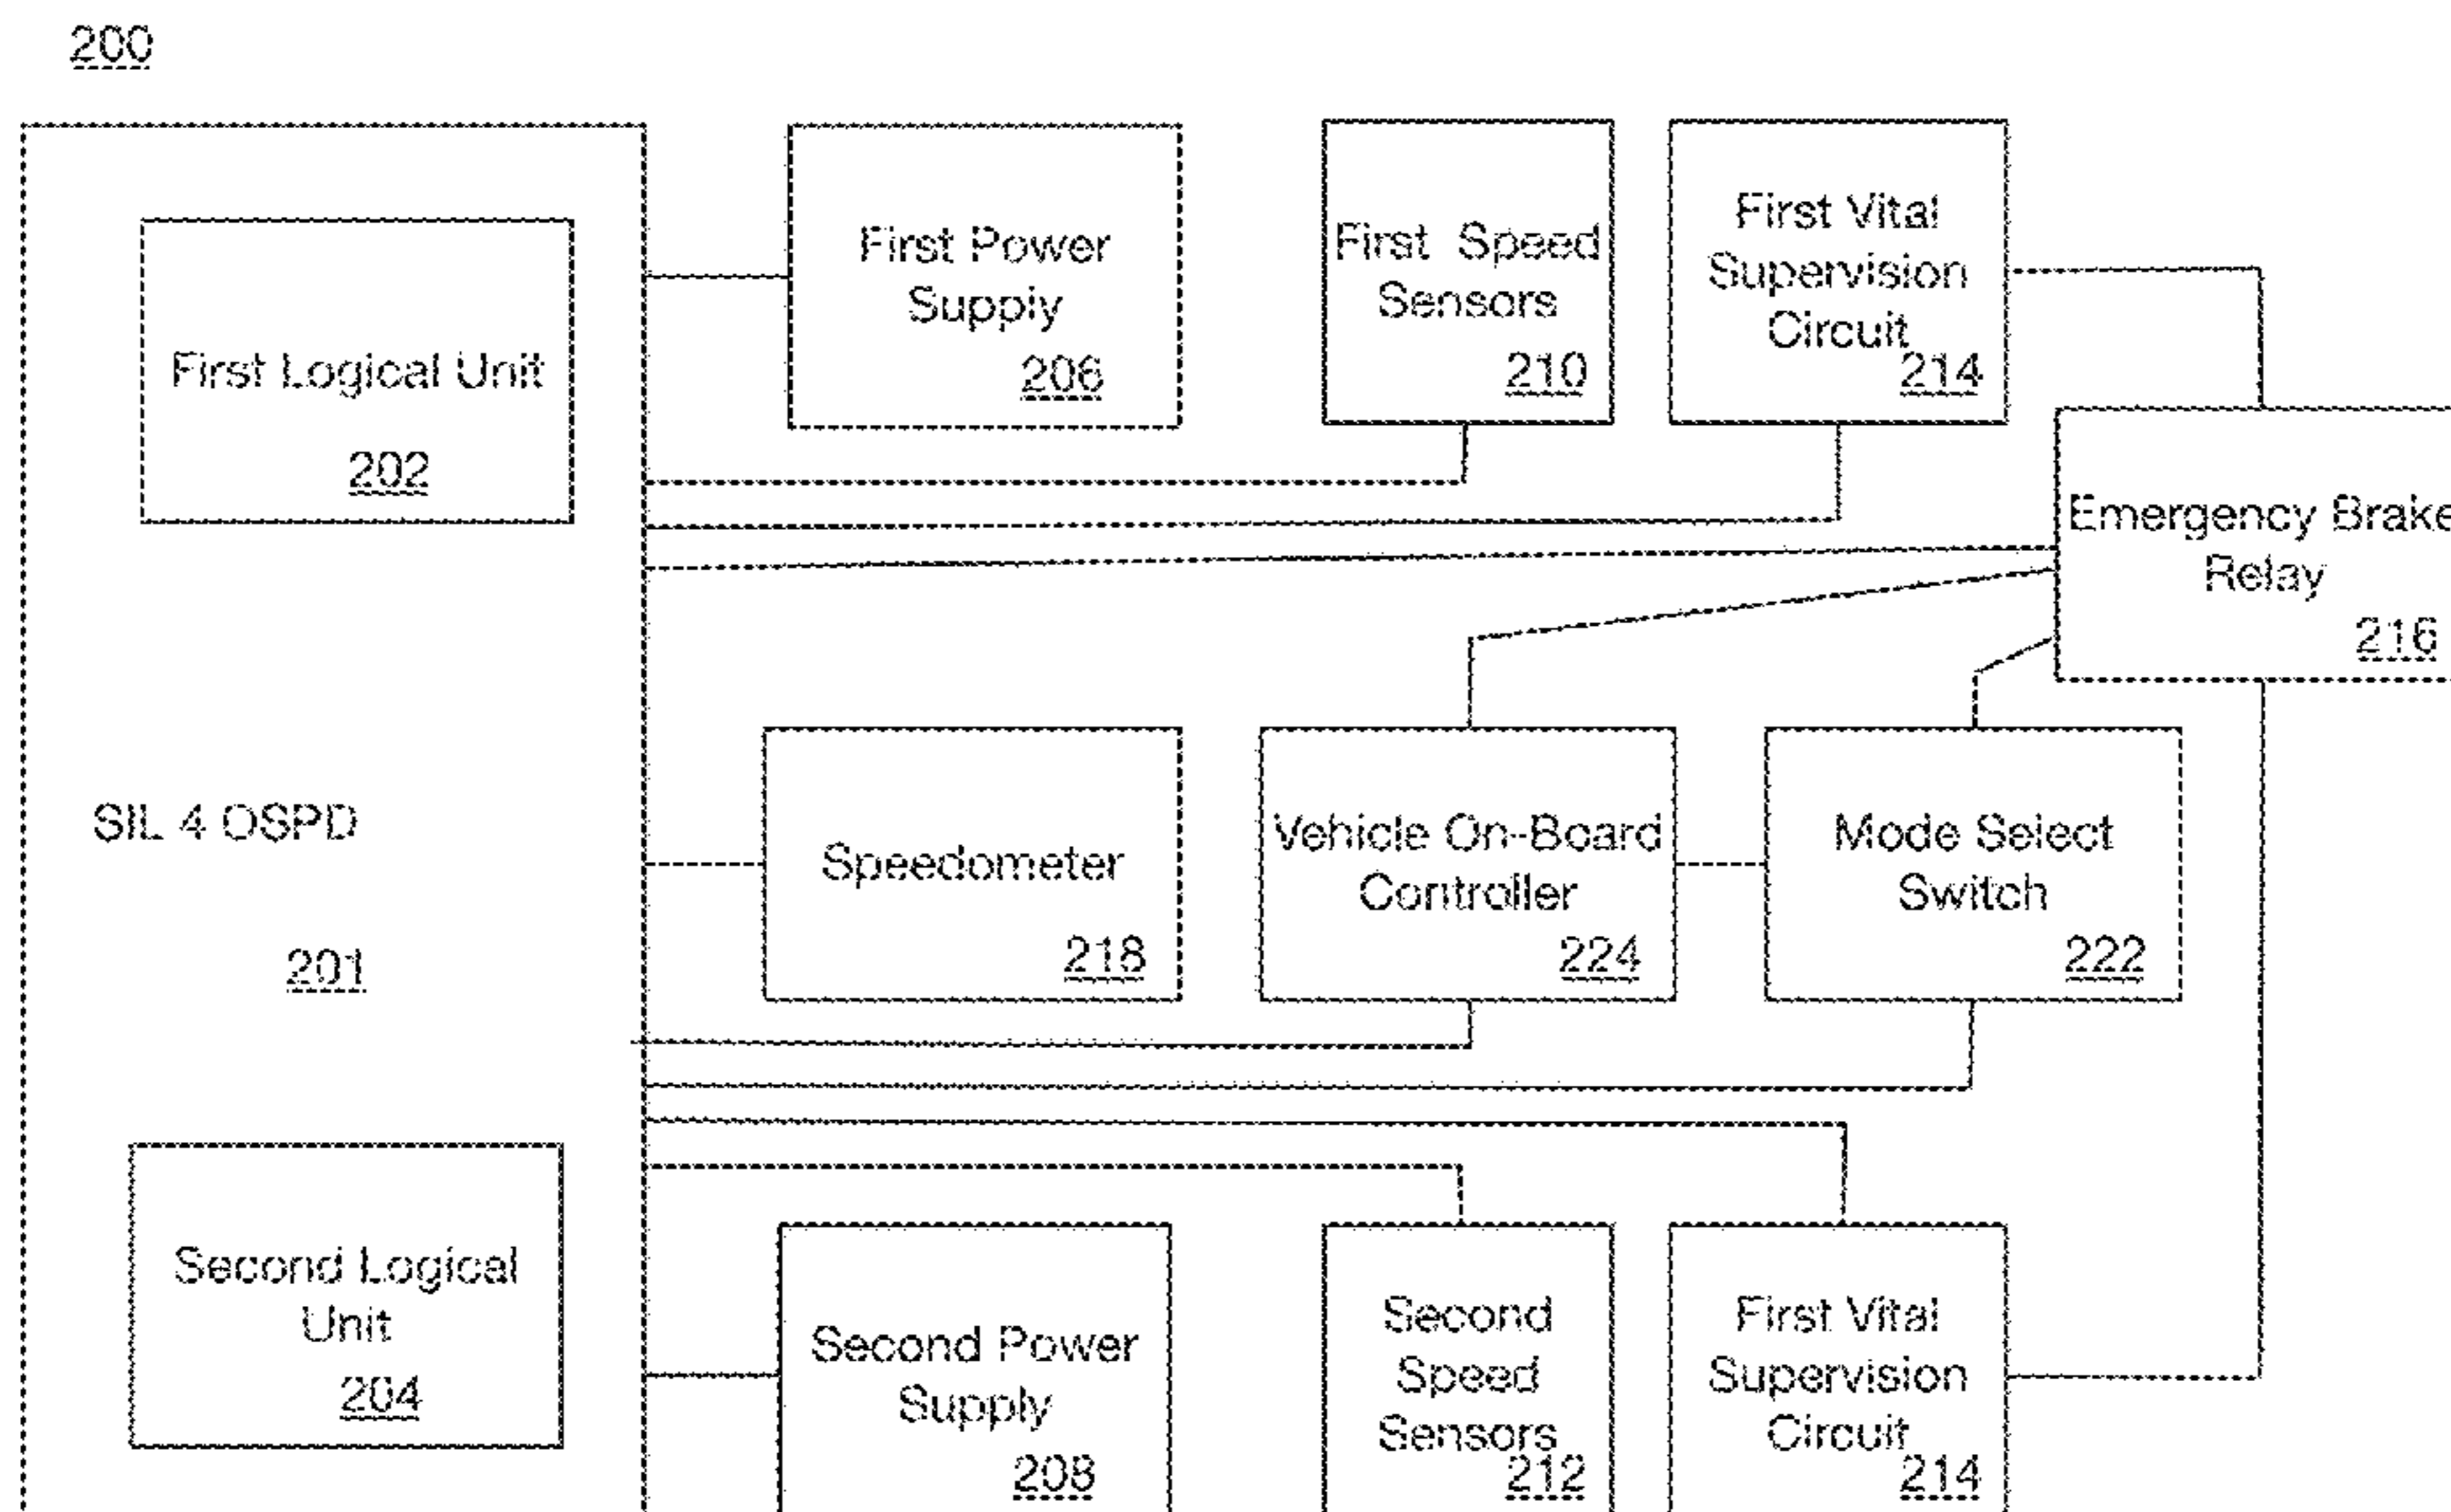 200
First Logical Unit
202
First Power
Supply
206
First Speed
Sensors
210
First Vital
Supervision
Circuit
214
Emergency Brake
Relay
216
SIL 4 OSPD
201
Speedometer
218
Vehicle On-Board
Controller
224
Mode Select
Switch
222
Second Logical
Unit
204
Second Power
Supply
208
Second
Speed
Sensors
212
First Vital
Supervision
Circuit
214